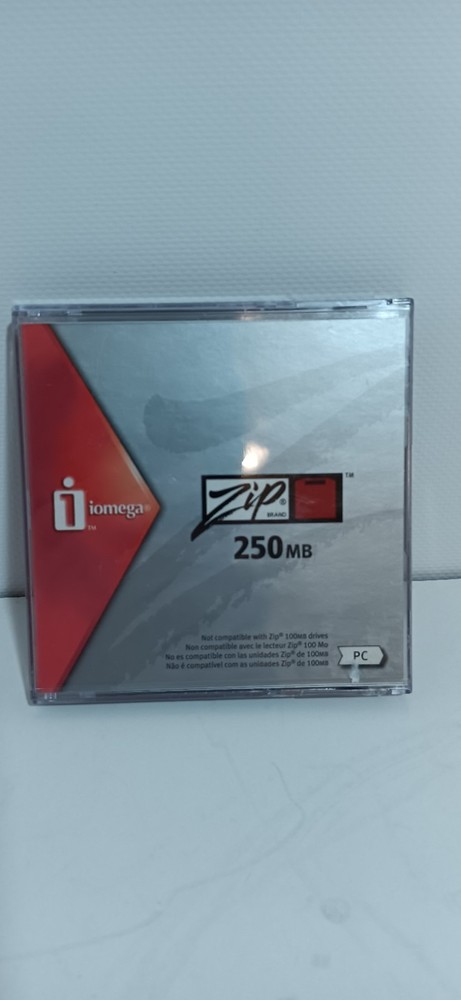 iomega®
™
Zip® ™
BRAND
250MB
Not compatible with Zip® 100MB drives
Non compatible avec le lecteur Zip® 100 Mo
No es compatible con las unidades Zip® de 100MB
Não é compatível com as unidades Zip® de 100MB
PC